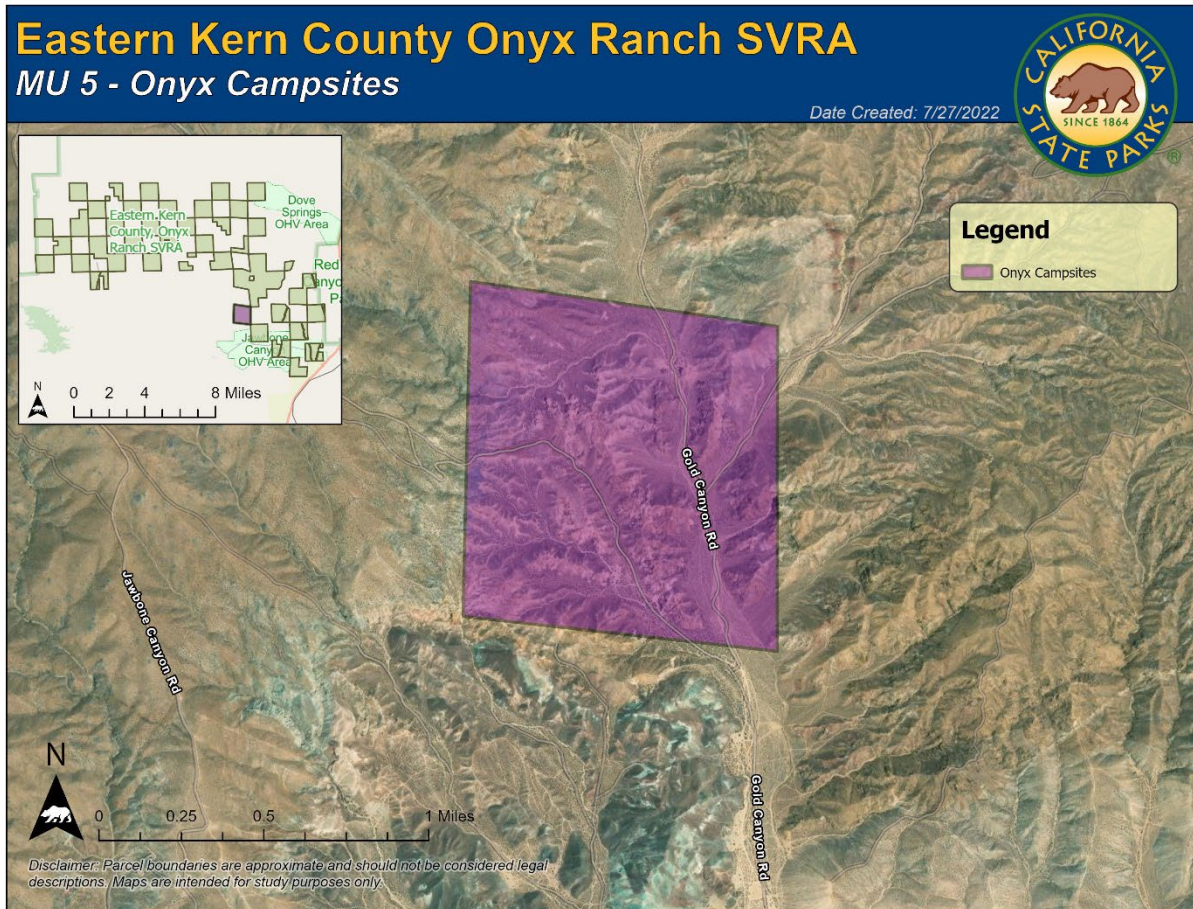 Eastern Kern County Onyx Ranch SVRA
MU 5 - Onyx Campsites
Date Created: 7/27/2022
CALIFORNIA
STATE PARKS
SINCE 1864
®
Eastern Kern
County, Onyx
Ranch SVRA
Dove
Springs
OHV Area
Red
Canyon OHV Area
N
0 2 4 8 Miles
Legend
Onyx Campsites
Gold Canyon Rd
Jawbone Canyon Rd
Gold Canyon Rd
N
0 0.25 0.5 1 Miles
Disclaimer: Parcel boundaries are approximate and should not be considered legal
descriptions. Maps are intended for study purposes only.